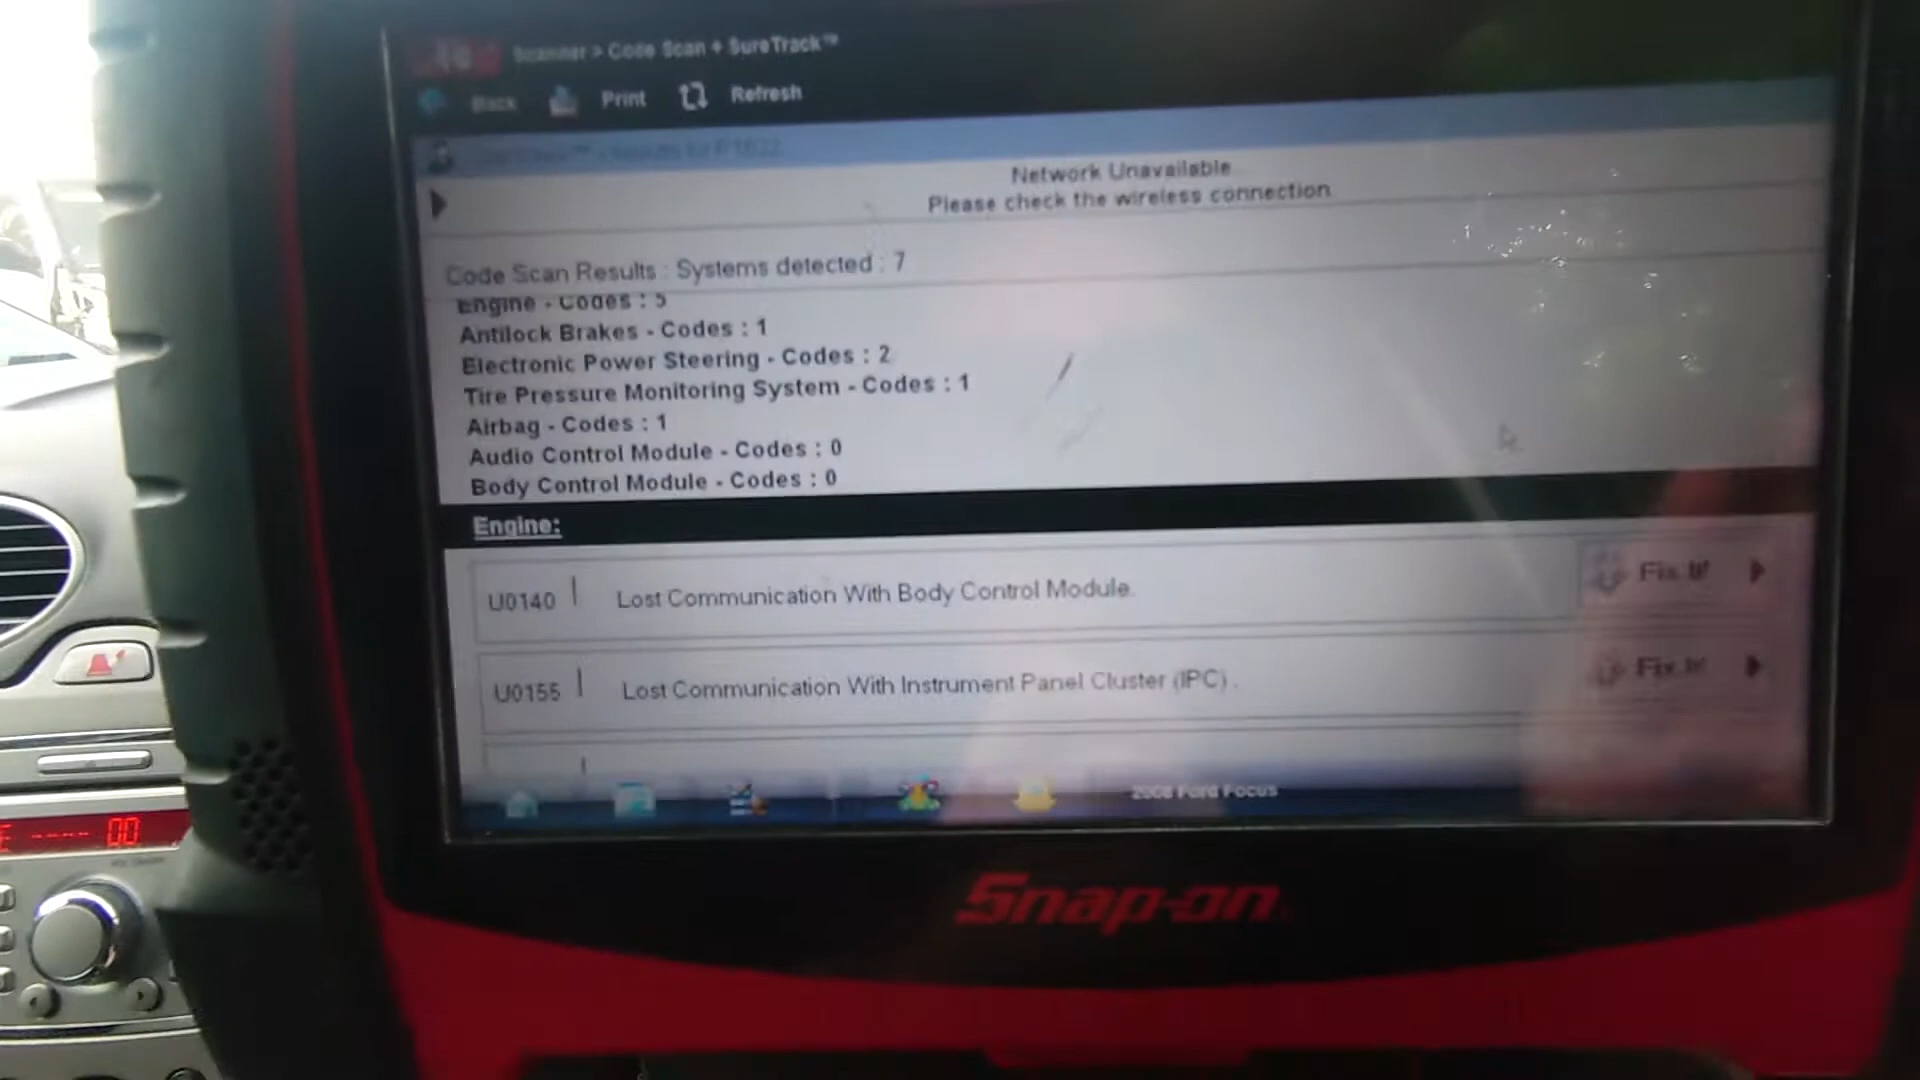 Scanner > Code Scan + SureTrack™
Back Print Refresh
Network Unavailable
Please check the wireless connection
Code Scan Results : Systems detected : 7
Engine - Codes : 5
Antilock Brakes - Codes : 1
Electronic Power Steering - Codes : 2
Tire Pressure Monitoring System - Codes : 1
Airbag - Codes : 1
Audio Control Module - Codes : 0
Body Control Module - Codes : 0
Engine:
U0140 Lost Communication With Body Control Module. Fix It!
U0155 Lost Communication With Instrument Panel Cluster (IPC). Fix It!
2008 Ford Focus
Snap-on
---- 00